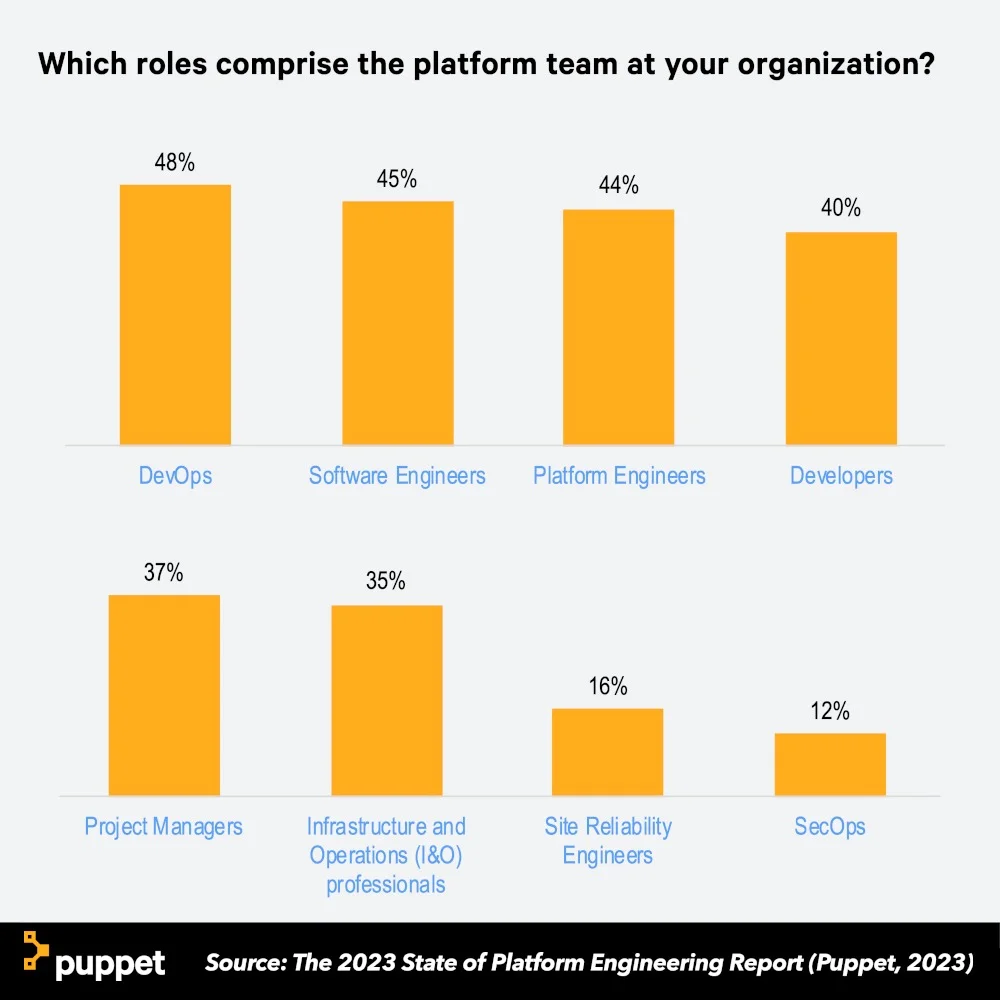 Which roles comprise the platform team at your organization?
48%
45%
44%
40%
DevOps
Software Engineers
Platform Engineers
Developers
37%
35%
16%
12%
Project Managers
Infrastructure and
Operations (I&O)
professionals
Site Reliability
Engineers
SecOps
puppet
Source: The 2023 State of Platform Engineering Report (Puppet, 2023)